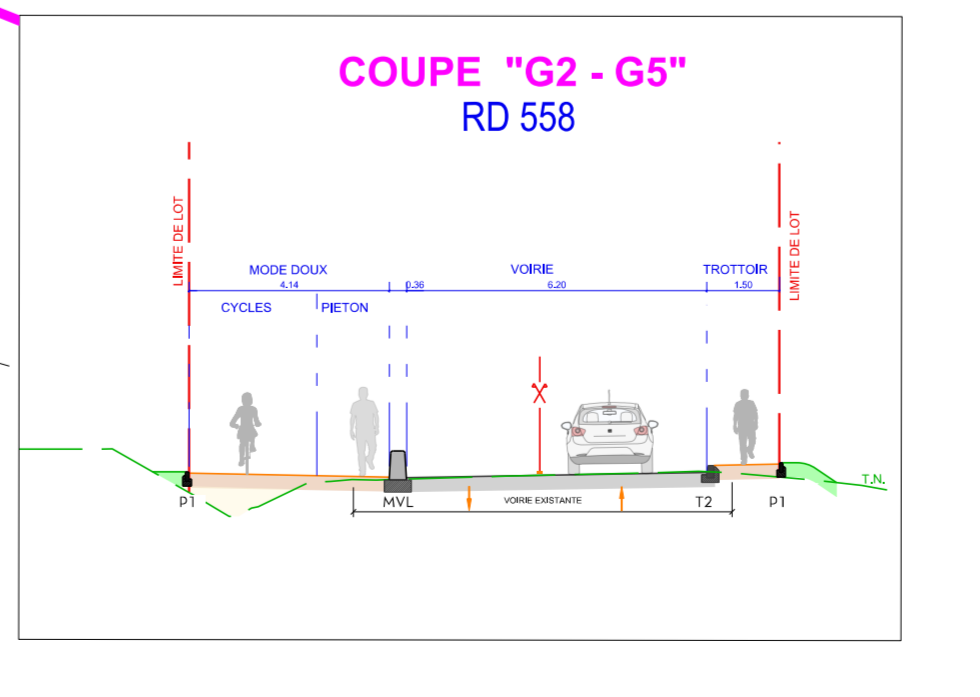 COUPE "G2 - G5"
RD 558
LIMITE DE LOT
LIMITE DE LOT
MODE DOUX
VOIRIE
TROTTOIR
4.14
0.36
6.20
1.50
CYCLES
PIETON
T.N.
P1
MVL
VOIRIE EXISTANTE
T2
P1